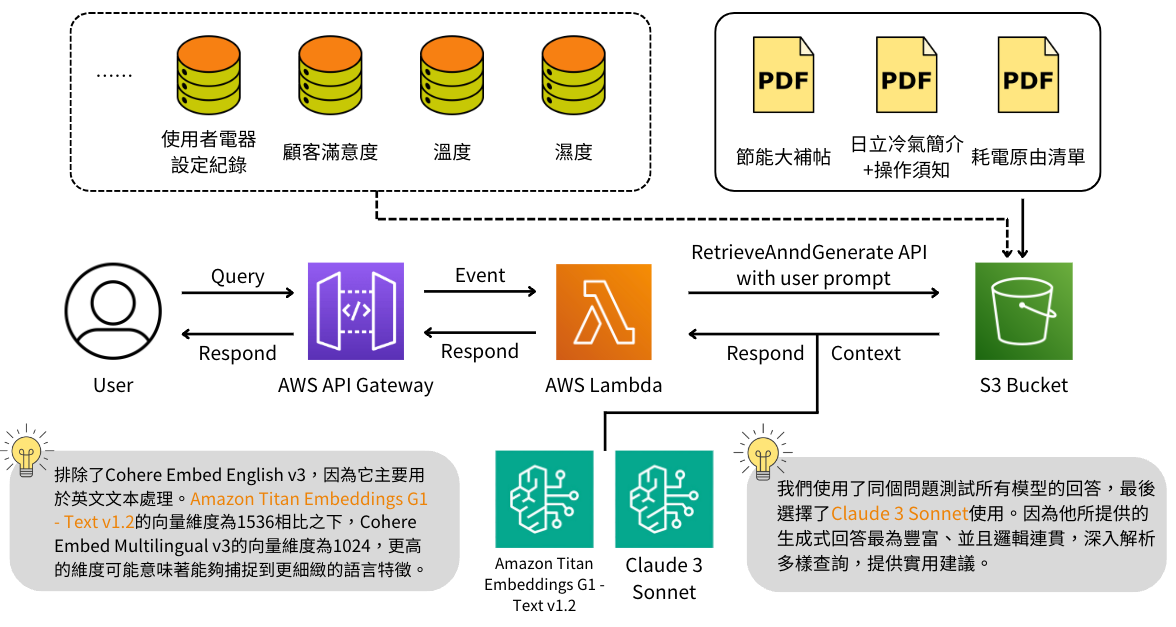 ......
使用者電器
設定紀錄
顧客滿意度
溫度
濕度
PDF
PDF
PDF
節能大補帖
日立冷氣簡介
+操作須知
耗電原由清單
RetrieveAnndGenerate API
with user prompt
Query
Event
Respond
Respond
Respond
Context
User
AWS API Gateway
AWS Lambda
S3 Bucket
排除了Cohere Embed English v3，因為它主要用
於英文文本處理。Amazon Titan Embeddings G1
- Text v1.2的向量維度為1536相比之下，Cohere
Embed Multilingual v3的向量維度為1024，更高
的維度可能意味著能夠捕捉到更細緻的語言特徵。
Amazon Titan
Embeddings G1 -
Text v1.2
Claude 3
Sonnet
我們使用了同個問題測試所有模型的回答，最後
選擇了Claude 3 Sonnet使用。因為他所提供的
生成式回答最為豐富、並且邏輯連貫，深入解析
多樣查詢，提供實用建議。